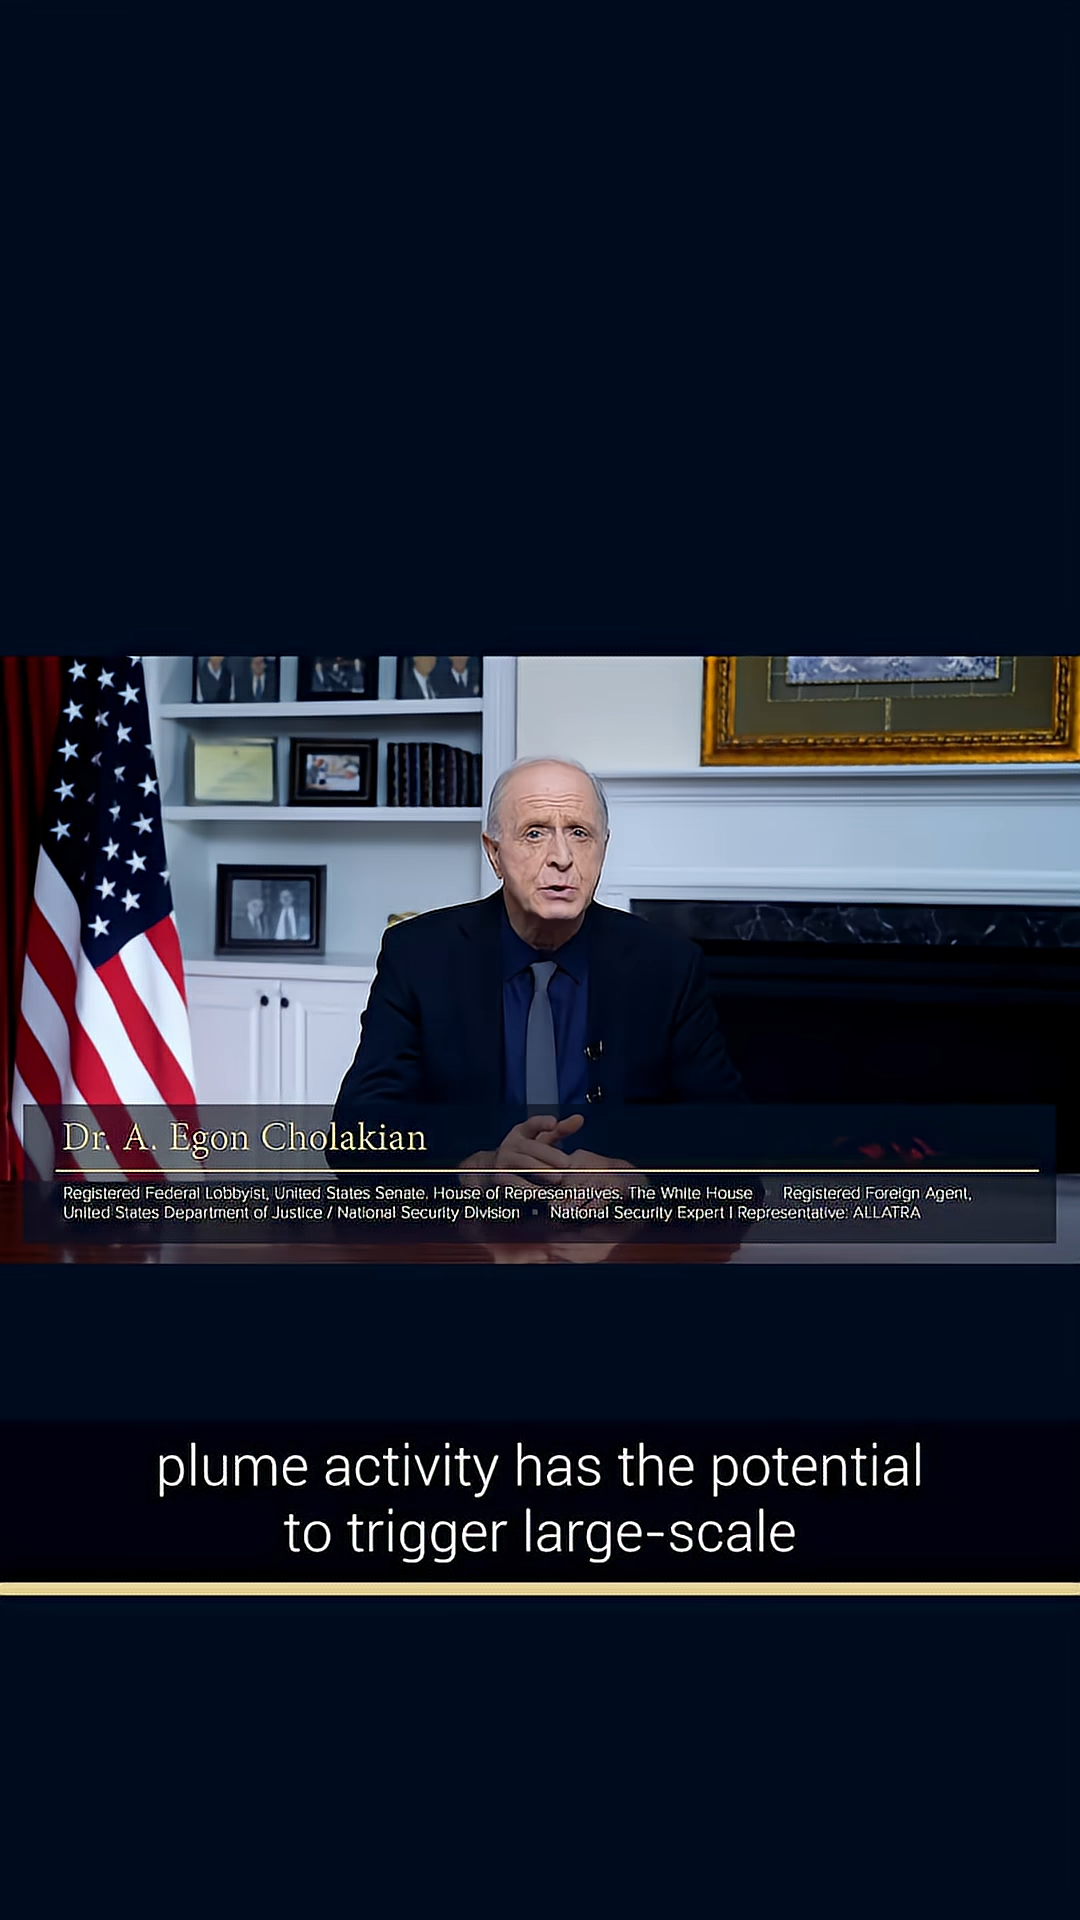 Dr. A. Egon Cholakian
Registered Federal Lobbyist, United States Senate, House of Representatives, The White House ▪ Registered Foreign Agent,
United States Department of Justice / National Security Division ▪ National Security Expert | Representative: ALLATRA
plume activity has the potential
to trigger large-scale